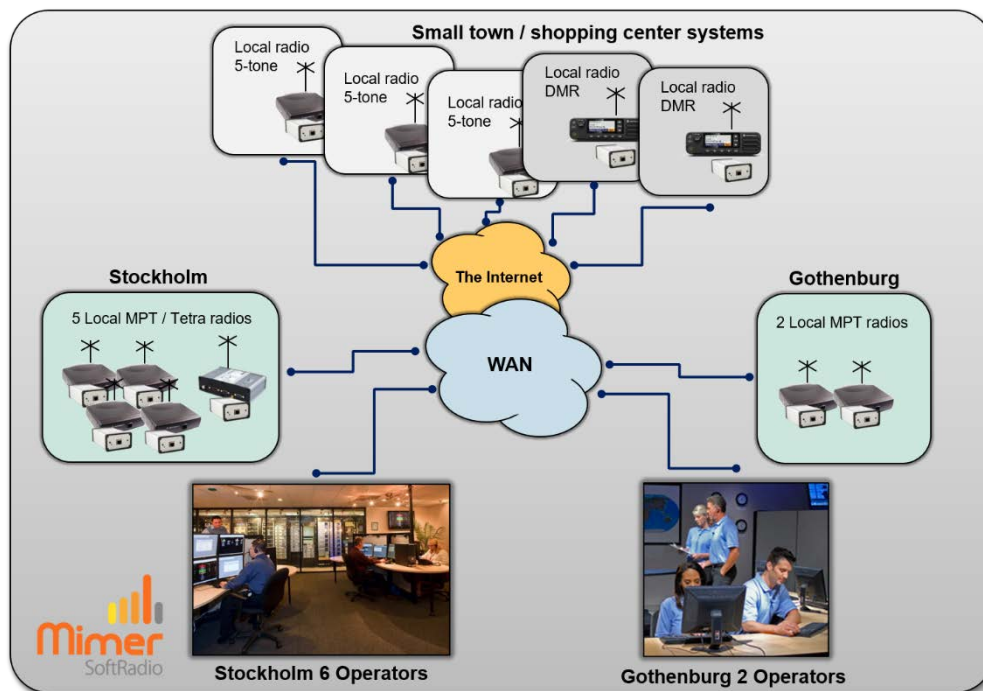 Small town / shopping center systems
Local radio
5-tone
Local radio
5-tone
Local radio
5-tone
Local radio
DMR
Local radio
DMR
The Internet
Stockholm
5 Local MPT / Tetra radios
WAN
Gothenburg
2 Local MPT radios
Mimer
SoftRadio
Stockholm 6 Operators
Gothenburg 2 Operators